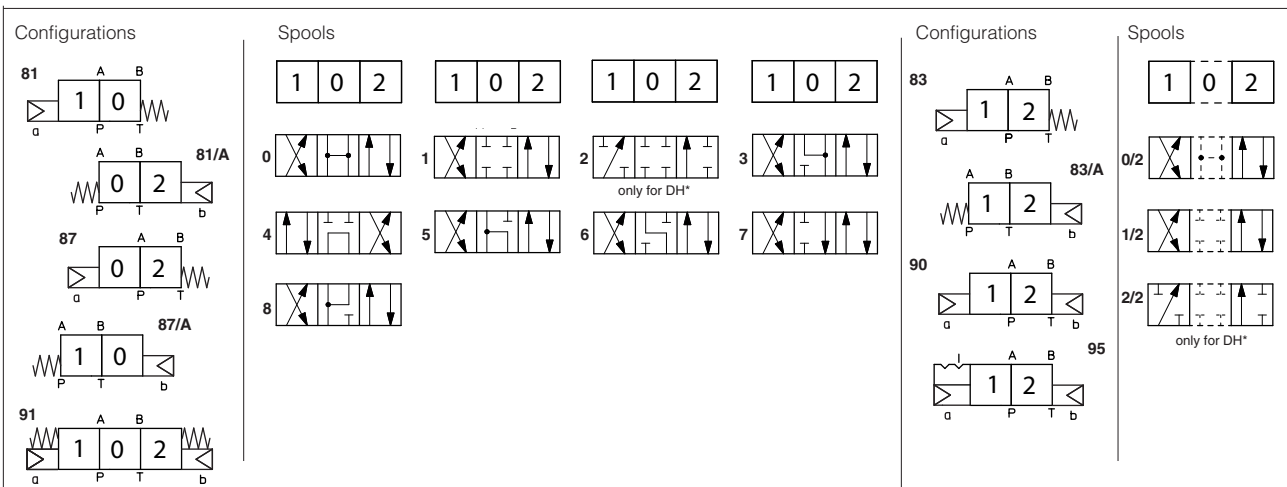 Configurations
81
A B
1 0
a P T
81/A
A B
0 2
P T b
87
A B
0 2
a P T
87/A
A B
1 0
P T b
91
A B
1 0 2
a P T b
Spools
1 0 2 1 0 2 1 0 2 1 0 2
0 1 2 3
only for DH*
4 5 6 7
8
Configurations
83
A B
1 2
a P T
83/A
A B
1 2
P T b
90
A B
1 2
a P T b
95
A B
1 2
a P T b
Spools
1 0 2
0/2
1/2
2/2
only for DH*